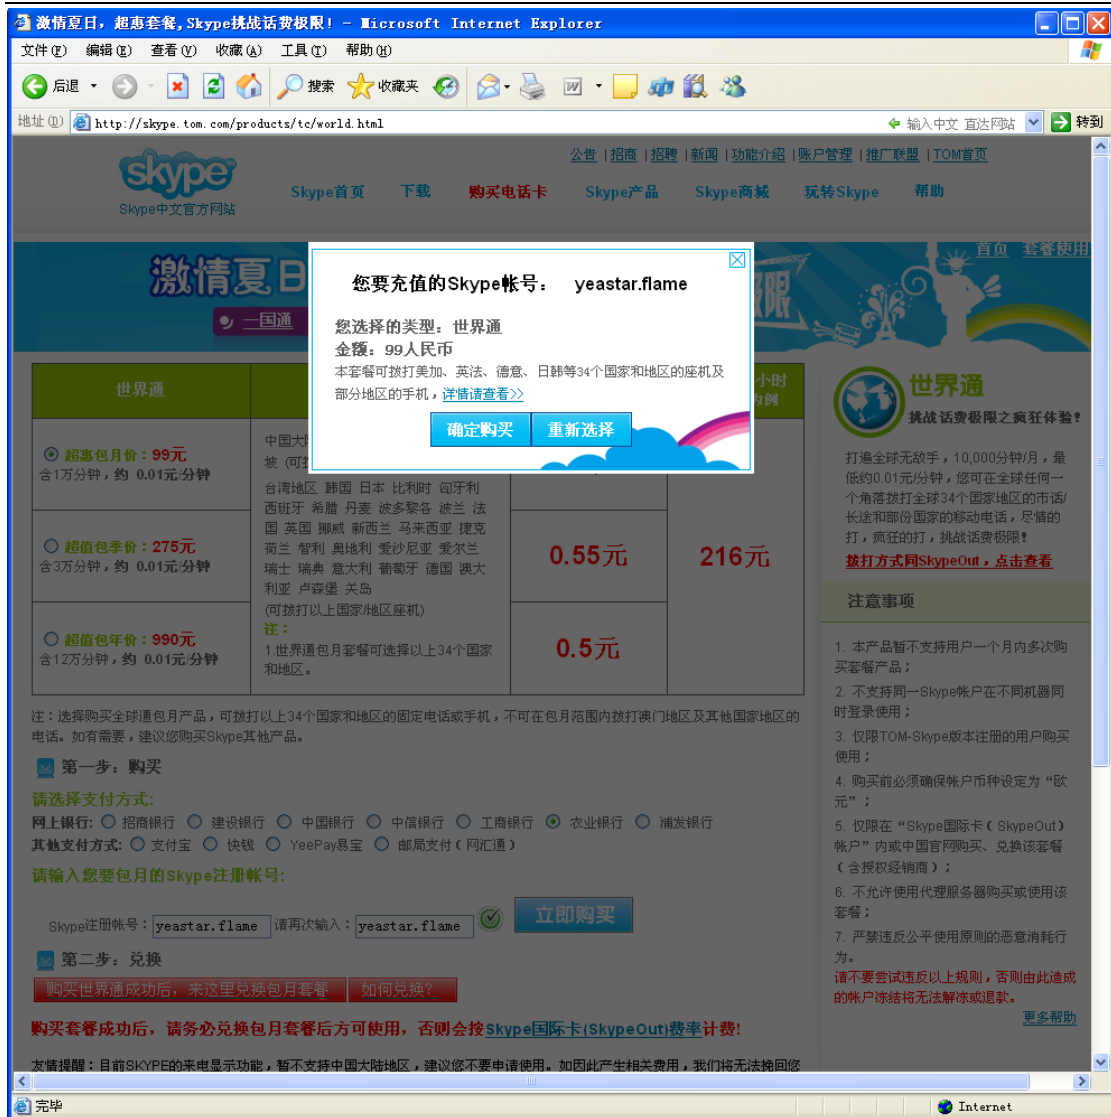 激情夏日，超惠套餐,Skype挑战话费极限! - Microsoft Internet Explorer
文件(F) 编辑(E) 查看(V) 收藏(A) 工具(T) 帮助(H)
后退 搜索 收藏夹
地址(D) http://skype.tom.com/products/tc/world.html 输入中文 直达网站 转到
公告 | 招商 | 招聘 | 新闻 | 功能介绍 | 账户管理 | 推广联盟 | TOM首页
skype
Skype中文官方网站
Skype首页 下载 购买电话卡 Skype产品 Skype商城 玩转Skype 帮助
首页 套餐使用
激情夏日
极限
一国通
您要充值的Skype帐号： yeastar.flame
您选择的类型：世界通
金额：99人民币
本套餐可拨打美加、英法、德意、日韩等34个国家和地区的座机及
部分地区的手机，详情请查看>>
确定购买 重新选择
世界通
小时
超惠包月价：99元
含1万分钟，约 0.01元/分钟
超值包季价：275元
含3万分钟，约 0.01元/分钟
超值包年价：990元
含12万分钟，约 0.01元/分钟
中国大陆
台湾地区 韩国 日本 比利时 匈牙利
西班牙 希腊 丹麦 波多黎各 波兰 法
国 英国 挪威 新西兰 马来西亚 捷克
荷兰 智利 奥地利 爱沙尼亚 爱尔兰
瑞士 瑞典 意大利 葡萄牙 德国 澳大
利亚 卢森堡 关岛
(可拨打以上国家/地区座机)
注：
1.世界通包月套餐可选择以上34个国家
和地区。
0.55元
0.5元
216元
世界通
挑战话费极限之疯狂体验!
打遍全球无敌手，10,000分钟/月，最
低约0.01元/分钟，您可在全球任何一
个角落拨打全球34个国家地区的市话/
长途和部份国家的移动电话，尽情的
打，疯狂的打，挑战话费极限!
拨打方式同SkypeOut，点击查看
注意事项
1. 本产品暂不支持用户一个月内多次购
买套餐产品；
2. 不支持同一Skype帐户在不同机器同
时登录使用；
3. 仅限TOM-Skype版本注册的用户购买
使用；
4. 购买前必须确保帐户币种设定为“欧
元”；
5. 仅限在“Skype国际卡（SkypeOut)
帐户”内或中国官网购买、兑换该套餐
（含授权经销商）；
6. 不允许使用代理服务器购买或使用该
套餐；
7. 严禁违反公平使用原则的恶意消耗行
为。
请不要尝试违反以上规则，否则由此造成
的帐户冻结将无法解冻或退款。
更多帮助
注：选择购买全球通包月产品，可拨打以上34个国家和地区的固定电话或手机，不可在包月范围内拨打澳门地区及其他国家地区的
电话。如有需要，建议您购买Skype其他产品。
第一步：购买
请选择支付方式:
网上银行: 招商银行 建设银行 中国银行 中信银行 工商银行 农业银行 浦发银行
其他支付方式: 支付宝 快钱 YeePay易宝 邮局支付（网汇通）
请输入您要包月的Skype注册帐号:
Skype注册帐号：yeastar.flame 请再次输入：yeastar.flame 立即购买
第二步：兑换
购买世界通成功后，来这里兑换包月套餐 如何兑换?
购买套餐成功后，请务必兑换包月套餐后方可使用，否则会按Skype国际卡(SkypeOut)费率计费!
友情提醒：目前SKYPE的来电显示功能，暂不支持中国大陆地区，建议您不要申请使用。如因此产生相关费用，我们将无法挽回您
完毕 Internet